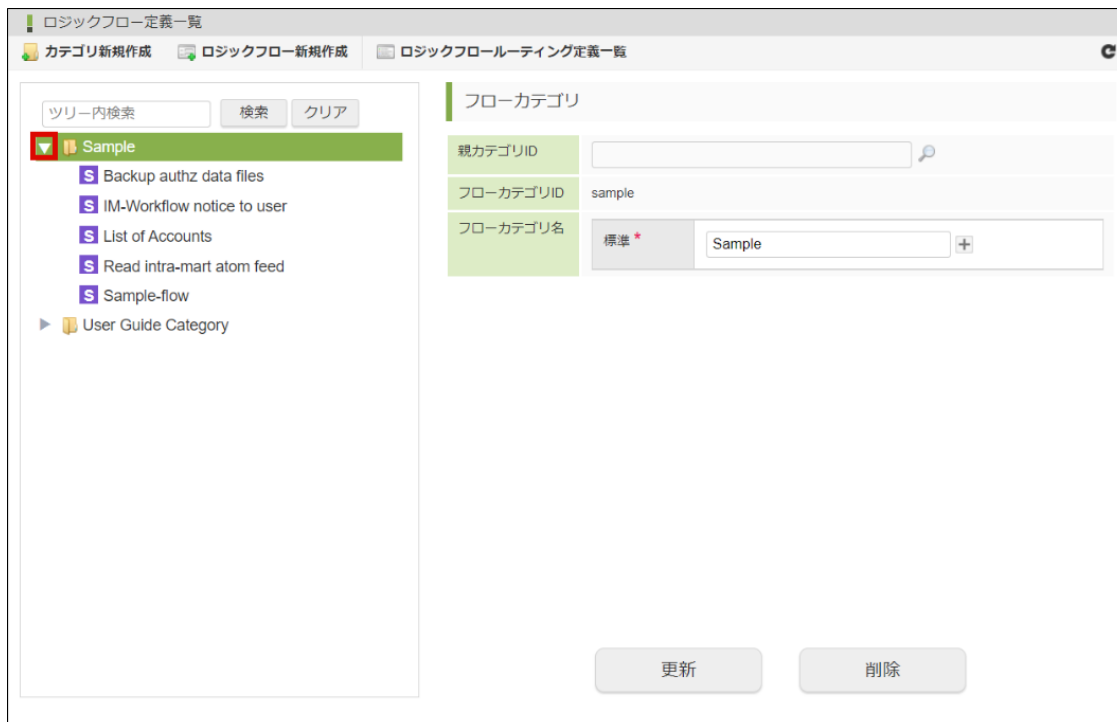 ロジックフロー定義一覧
カテゴリ新規作成 ロジックフロー新規作成 ロジックフロールーティング定義一覧
ツリー内検索 検索 クリア
Sample
S Backup authz data files
S IM-Workflow notice to user
S List of Accounts
S Read intra-mart atom feed
S Sample-flow
User Guide Category
フローカテゴリ
親カテゴリID
フローカテゴリID sample
フローカテゴリ名 標準 * Sample
更新 削除